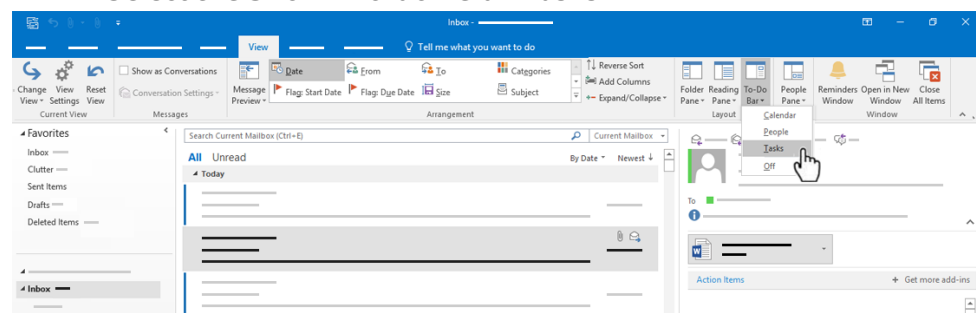 Inbox -
View
Tell me what you want to do
Change View
View Settings
Reset View
Current View
Show as Conversations
Conversation Settings
Messages
Message Preview
Date
From
To
Categories
Flag: Start Date
Flag: Due Date
Size
Subject
Reverse Sort
Add Columns
Expand/Collapse
Arrangement
Folder Pane
Reading Pane
To-Do Bar
People Pane
Layout
Reminders Window
Open in New Window
Close All Items
Window
Calendar
People
Tasks
Off
Favorites
Inbox
Clutter
Sent Items
Drafts
Deleted Items
Inbox
Search Current Mailbox (Ctrl+E)
Current Mailbox
All Unread
By Date Newest
Today
To
Action Items
+ Get more add-ins